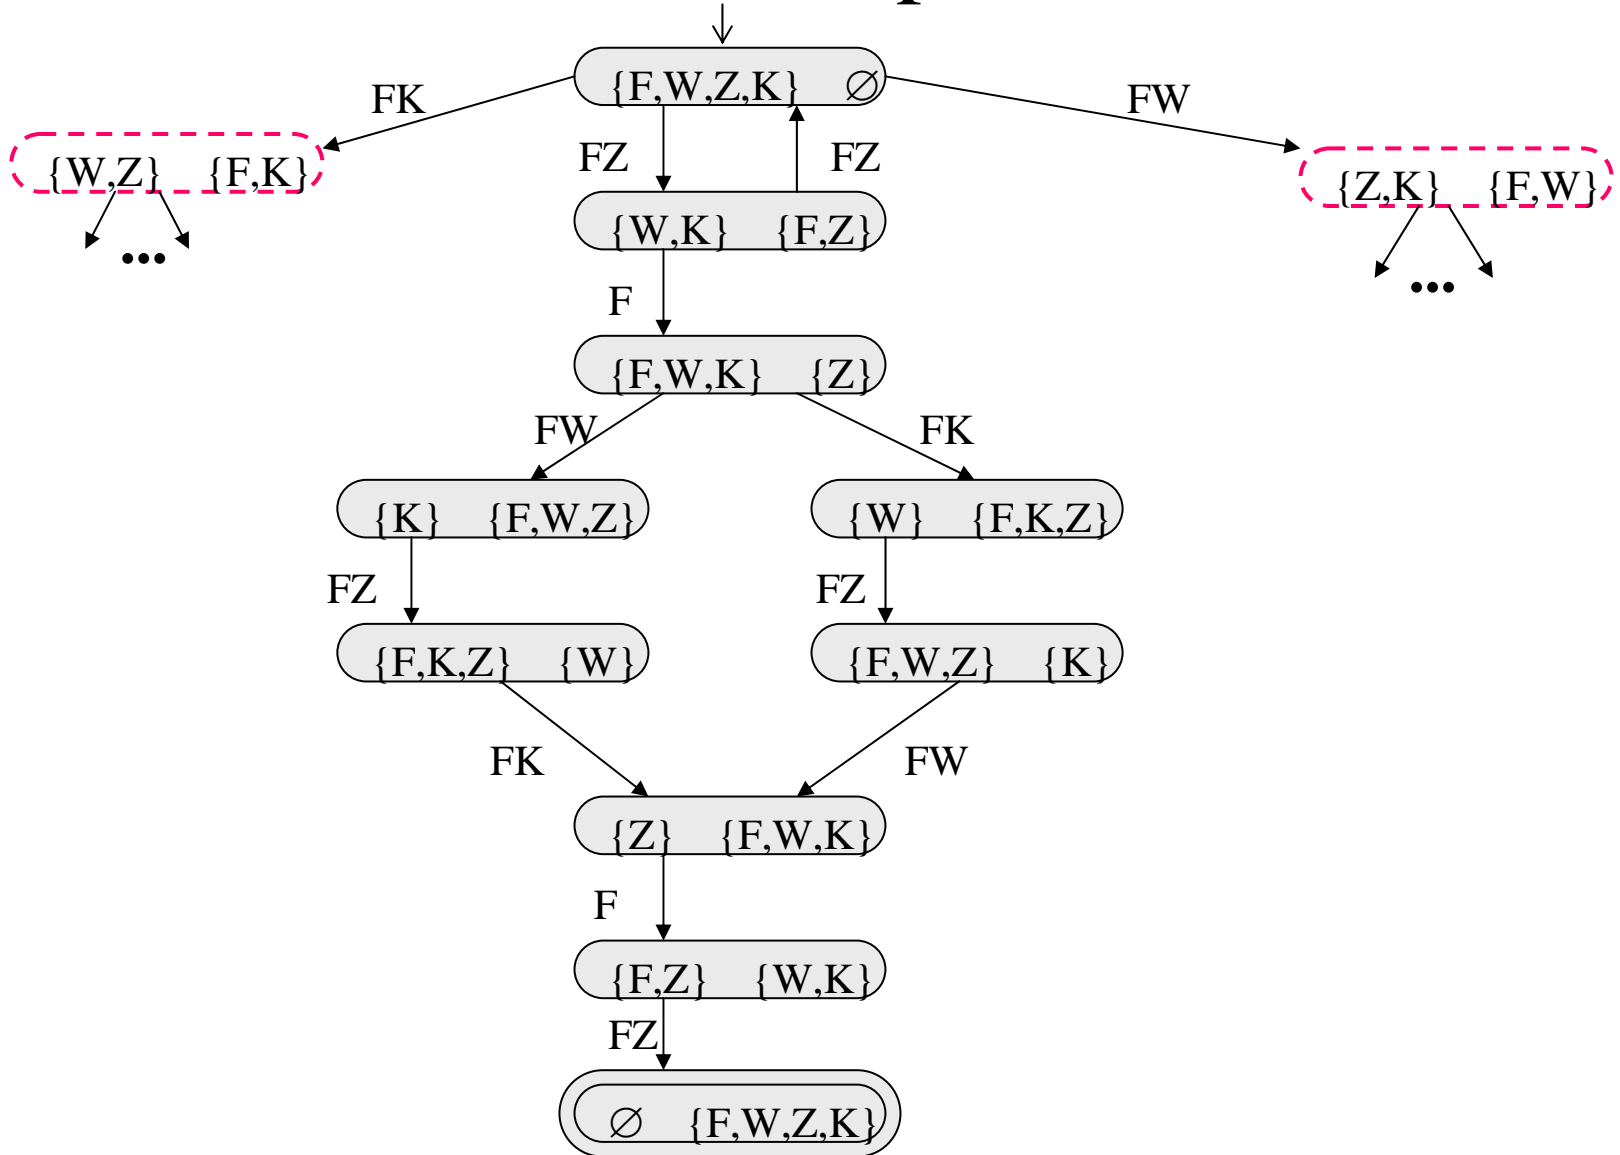 {F,W,Z,K} ∅
FK
FW
{W,Z} {F,K}
FZ
FZ
{Z,K} {F,W}
{W,K} {F,Z}
•••
•••
F
{F,W,K} {Z}
FW
FK
{K} {F,W,Z}
{W} {F,K,Z}
FZ
FZ
{F,K,Z} {W}
{F,W,Z} {K}
FK
FW
{Z} {F,W,K}
F
{F,Z} {W,K}
FZ
∅ {F,W,Z,K}